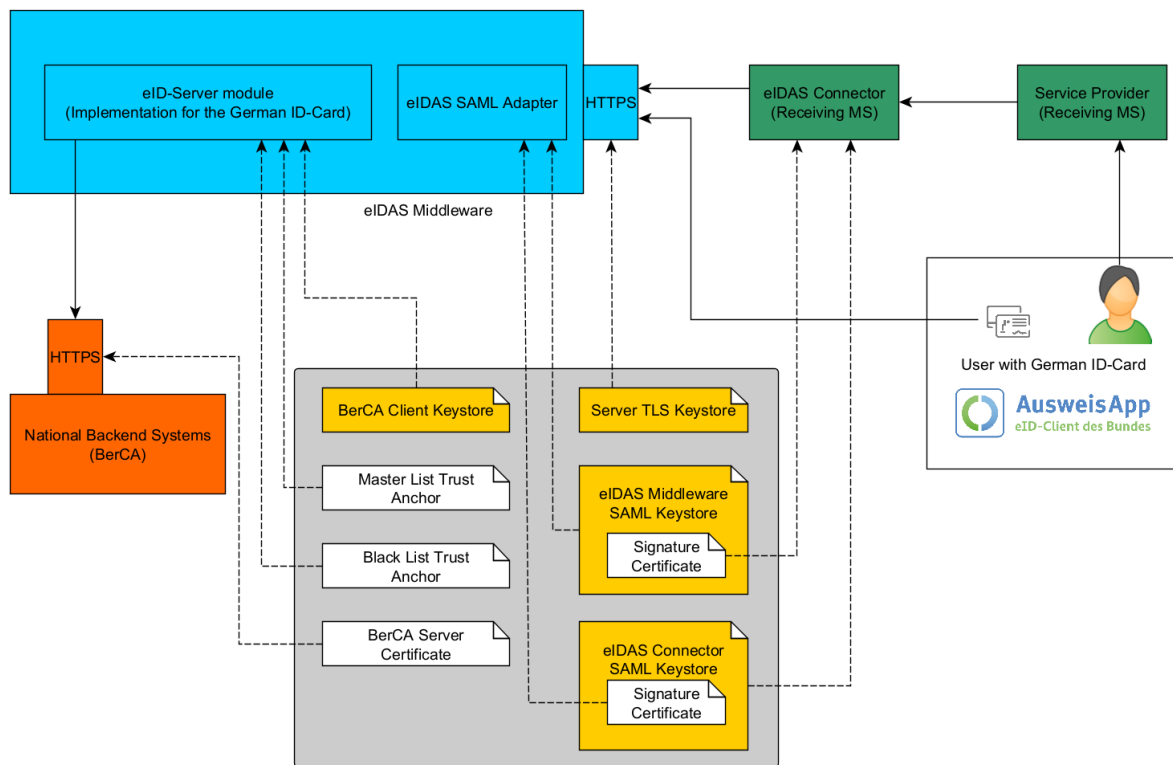 eID-Server module
(Implementation for the German ID-Card)
eIDAS SAML Adapter
HTTPS
eIDAS Connector
(Receiving MS)
Service Provider
(Receiving MS)
eIDAS Middleware
HTTPS
National Backend Systems
(BerCA)
User with German ID-Card
AusweisApp
eID-Client des Bundes
BerCA Client Keystore
Server TLS Keystore
Master List Trust
Anchor
eIDAS Middleware
SAML Keystore
Signature
Certificate
Black List Trust
Anchor
BerCA Server
Certificate
eIDAS Connector
SAML Keystore
Signature
Certificate